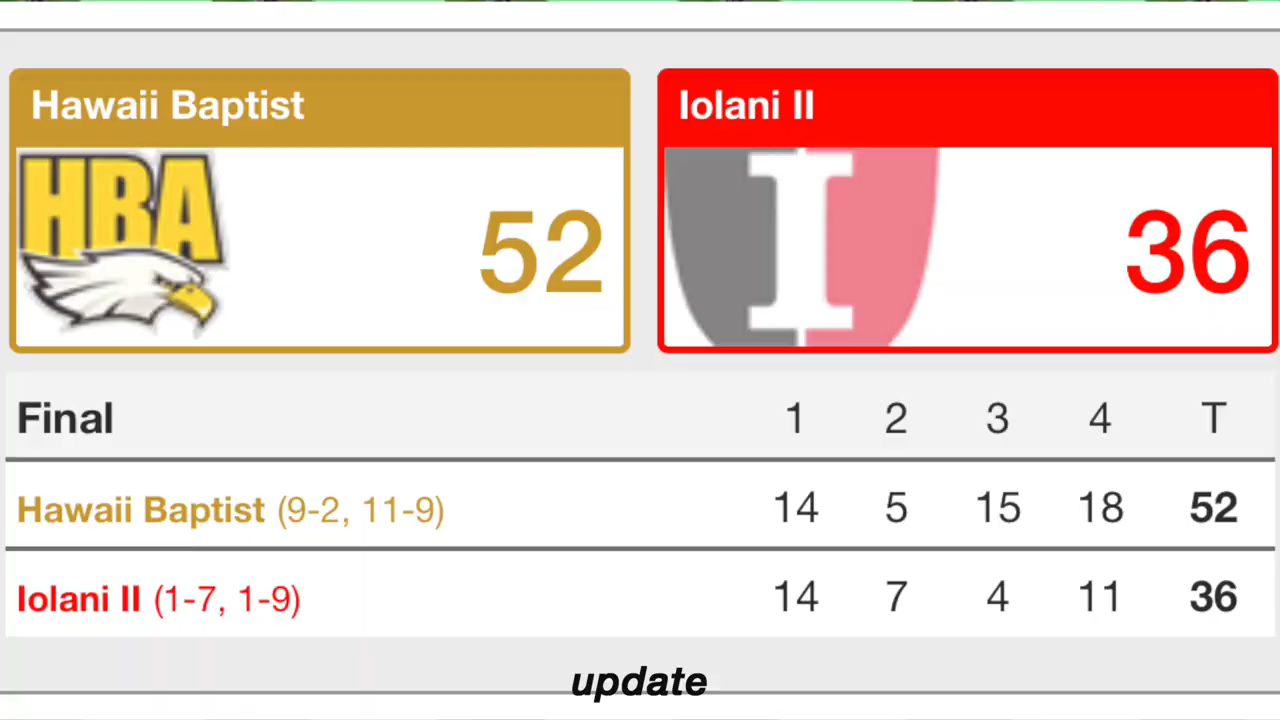 Hawaii Baptist
Iolani II
HBA
52
I
36
Final 1 2 3 4 T
Hawaii Baptist (9-2, 11-9) 14 5 15 18 52
Iolani II (1-7, 1-9) 14 7 4 11 36
update